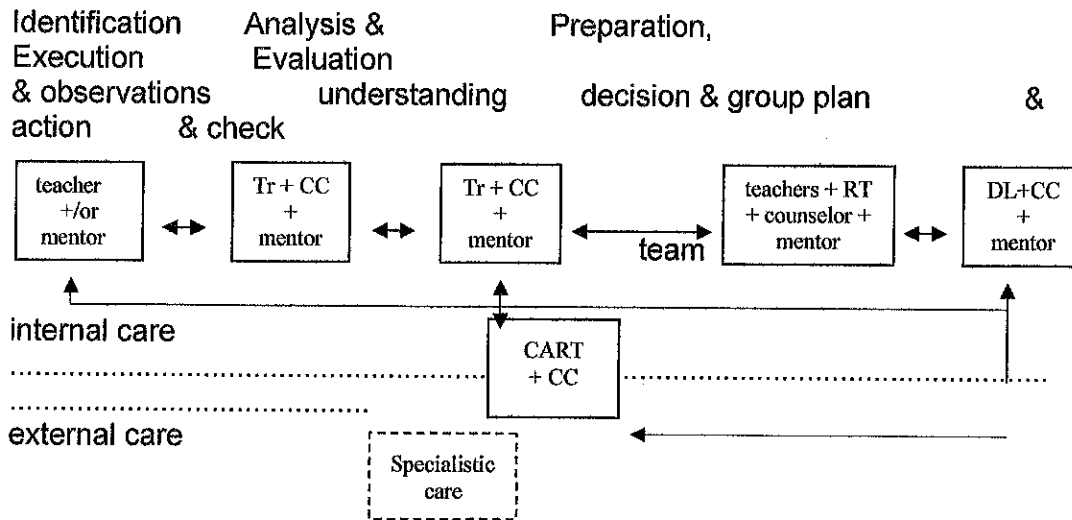 Identification Analysis & Preparation,
Execution Evaluation
& observations understanding decision & group plan &
action & check
teacher
+/or
mentor
Tr + CC
+
mentor
Tr + CC
+
mentor
team
teachers + RT
+ counselor +
mentor
DL+CC
+
mentor
internal care
CART
+ CC
external care
Specialistic
care